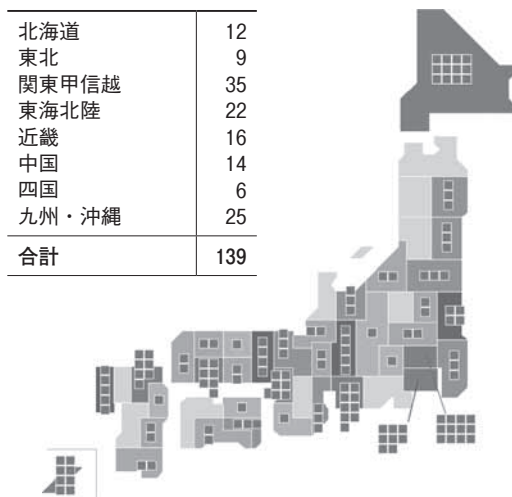 北海道 12
東北 9
関東甲信越 35
東海北陸 22
近畿 16
中国 14
四国 6
九州・沖縄 25
合計 139